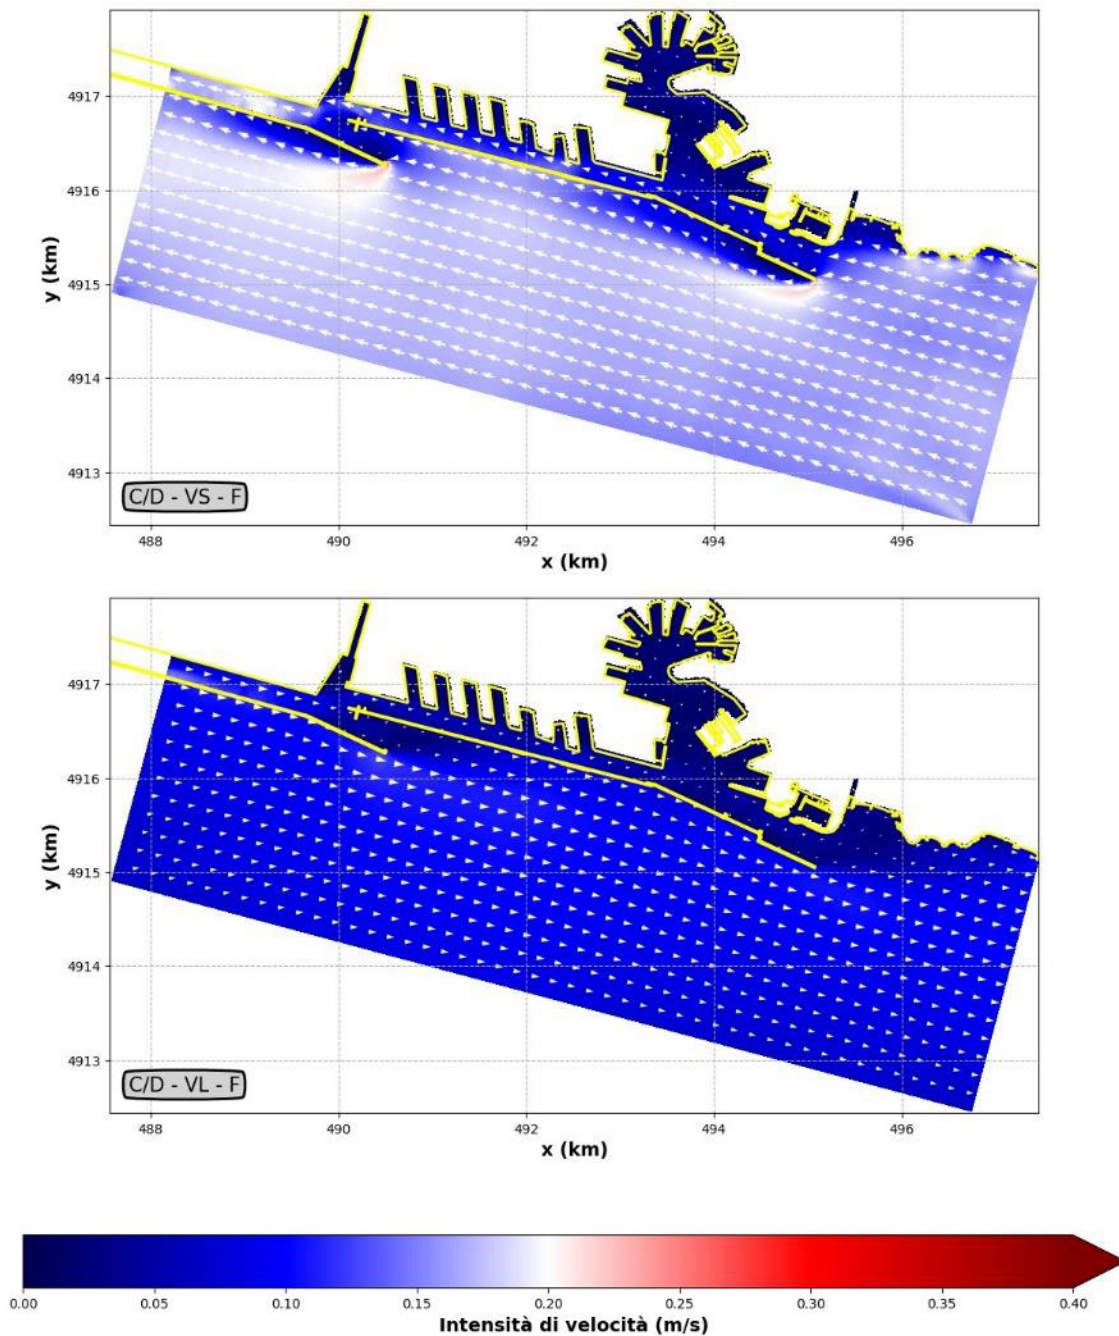 4917
4916
y (km)
4915
4914
4913
C/D - VS - F
488 490 492 494 496
x (km)
4917
4916
y (km)
4915
4914
4913
C/D - VL - F
488 490 492 494 496
x (km)
0.00 0.05 0.10 0.15 0.20 0.25 0.30 0.35 0.40
Intensità di velocità (m/s)